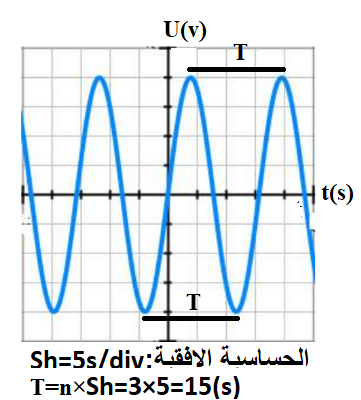 U(v)
T
t(s)
T
الحساسية الافقية:Sh=5s/div
T=n×Sh=3×5=15(s)